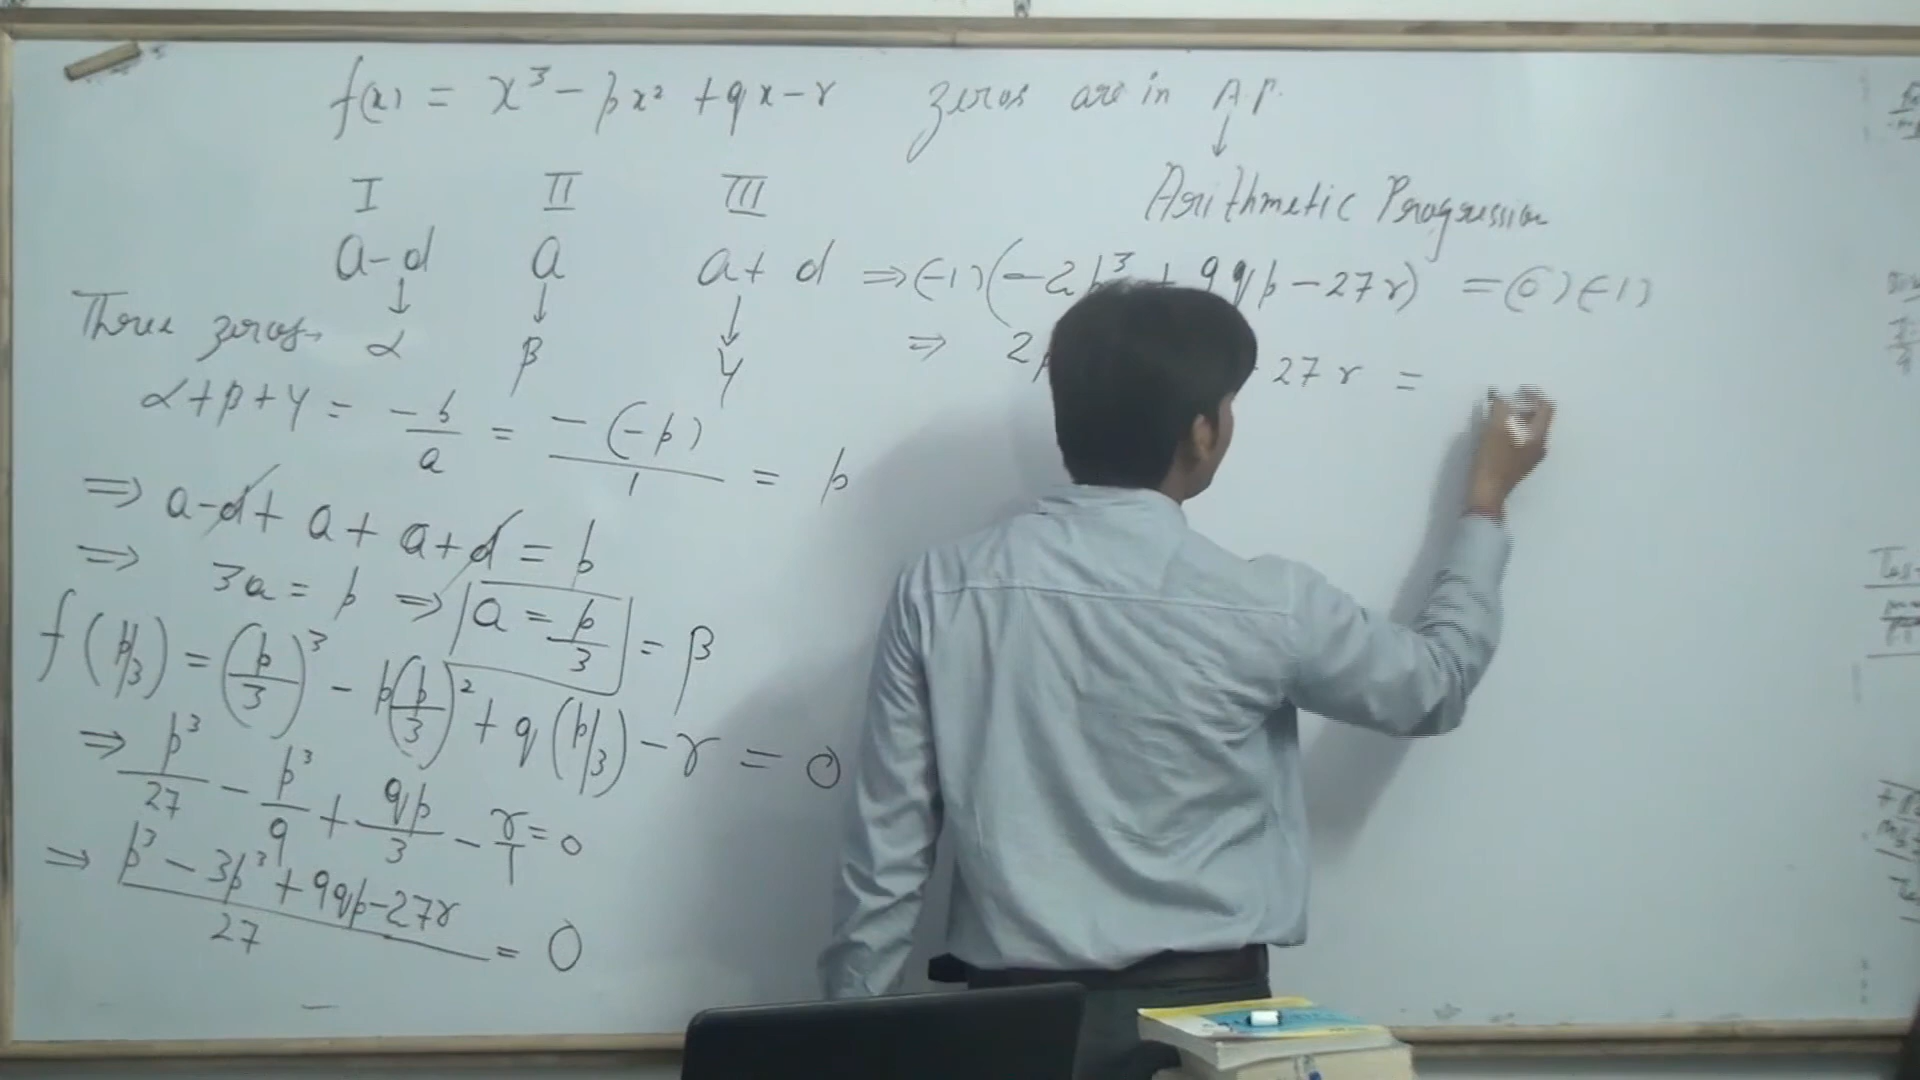 f(x) = x³ - px² + qx - r zeros are in A.P.
↓
Arithmetic Progression
I II III
a-d a a+d
↓ ↓ ↓
Three zeros → α β γ
α+β+γ = -b/a = -(-p)/1 = p
⇒ a-d+ a + a+d = p
⇒ 3a = p ⇒ a = p/3 = β
f(p/3) = (p/3)³ - p(p/3)² + q(p/3) - r = 0
⇒ p³/27 - p³/9 + qp/3 - r/1 = 0
⇒ p³ - 3p³ + 9qp - 27r/27 = 0
⇒ (-1)(-2p³ + 9qp - 27r) = (0)(-1)
⇒ 2p 27r =